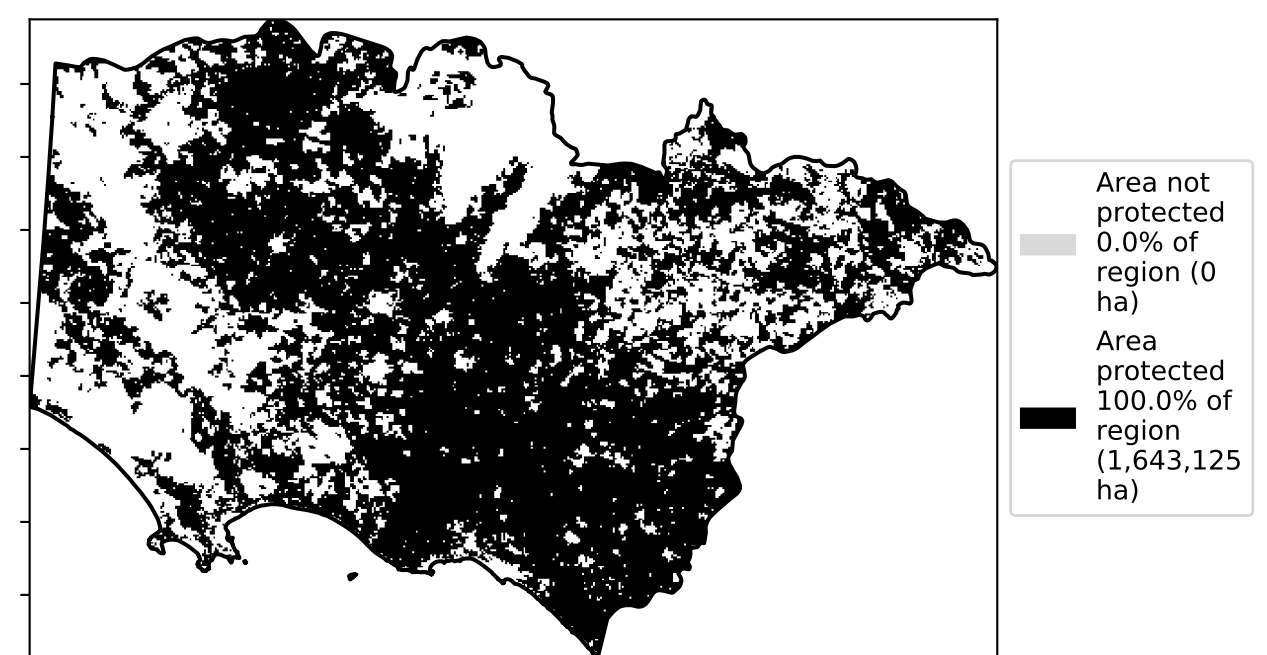 Area not
protected
0.0% of
region (0
ha)
Area
protected
100.0% of
region
(1,643,125
ha)